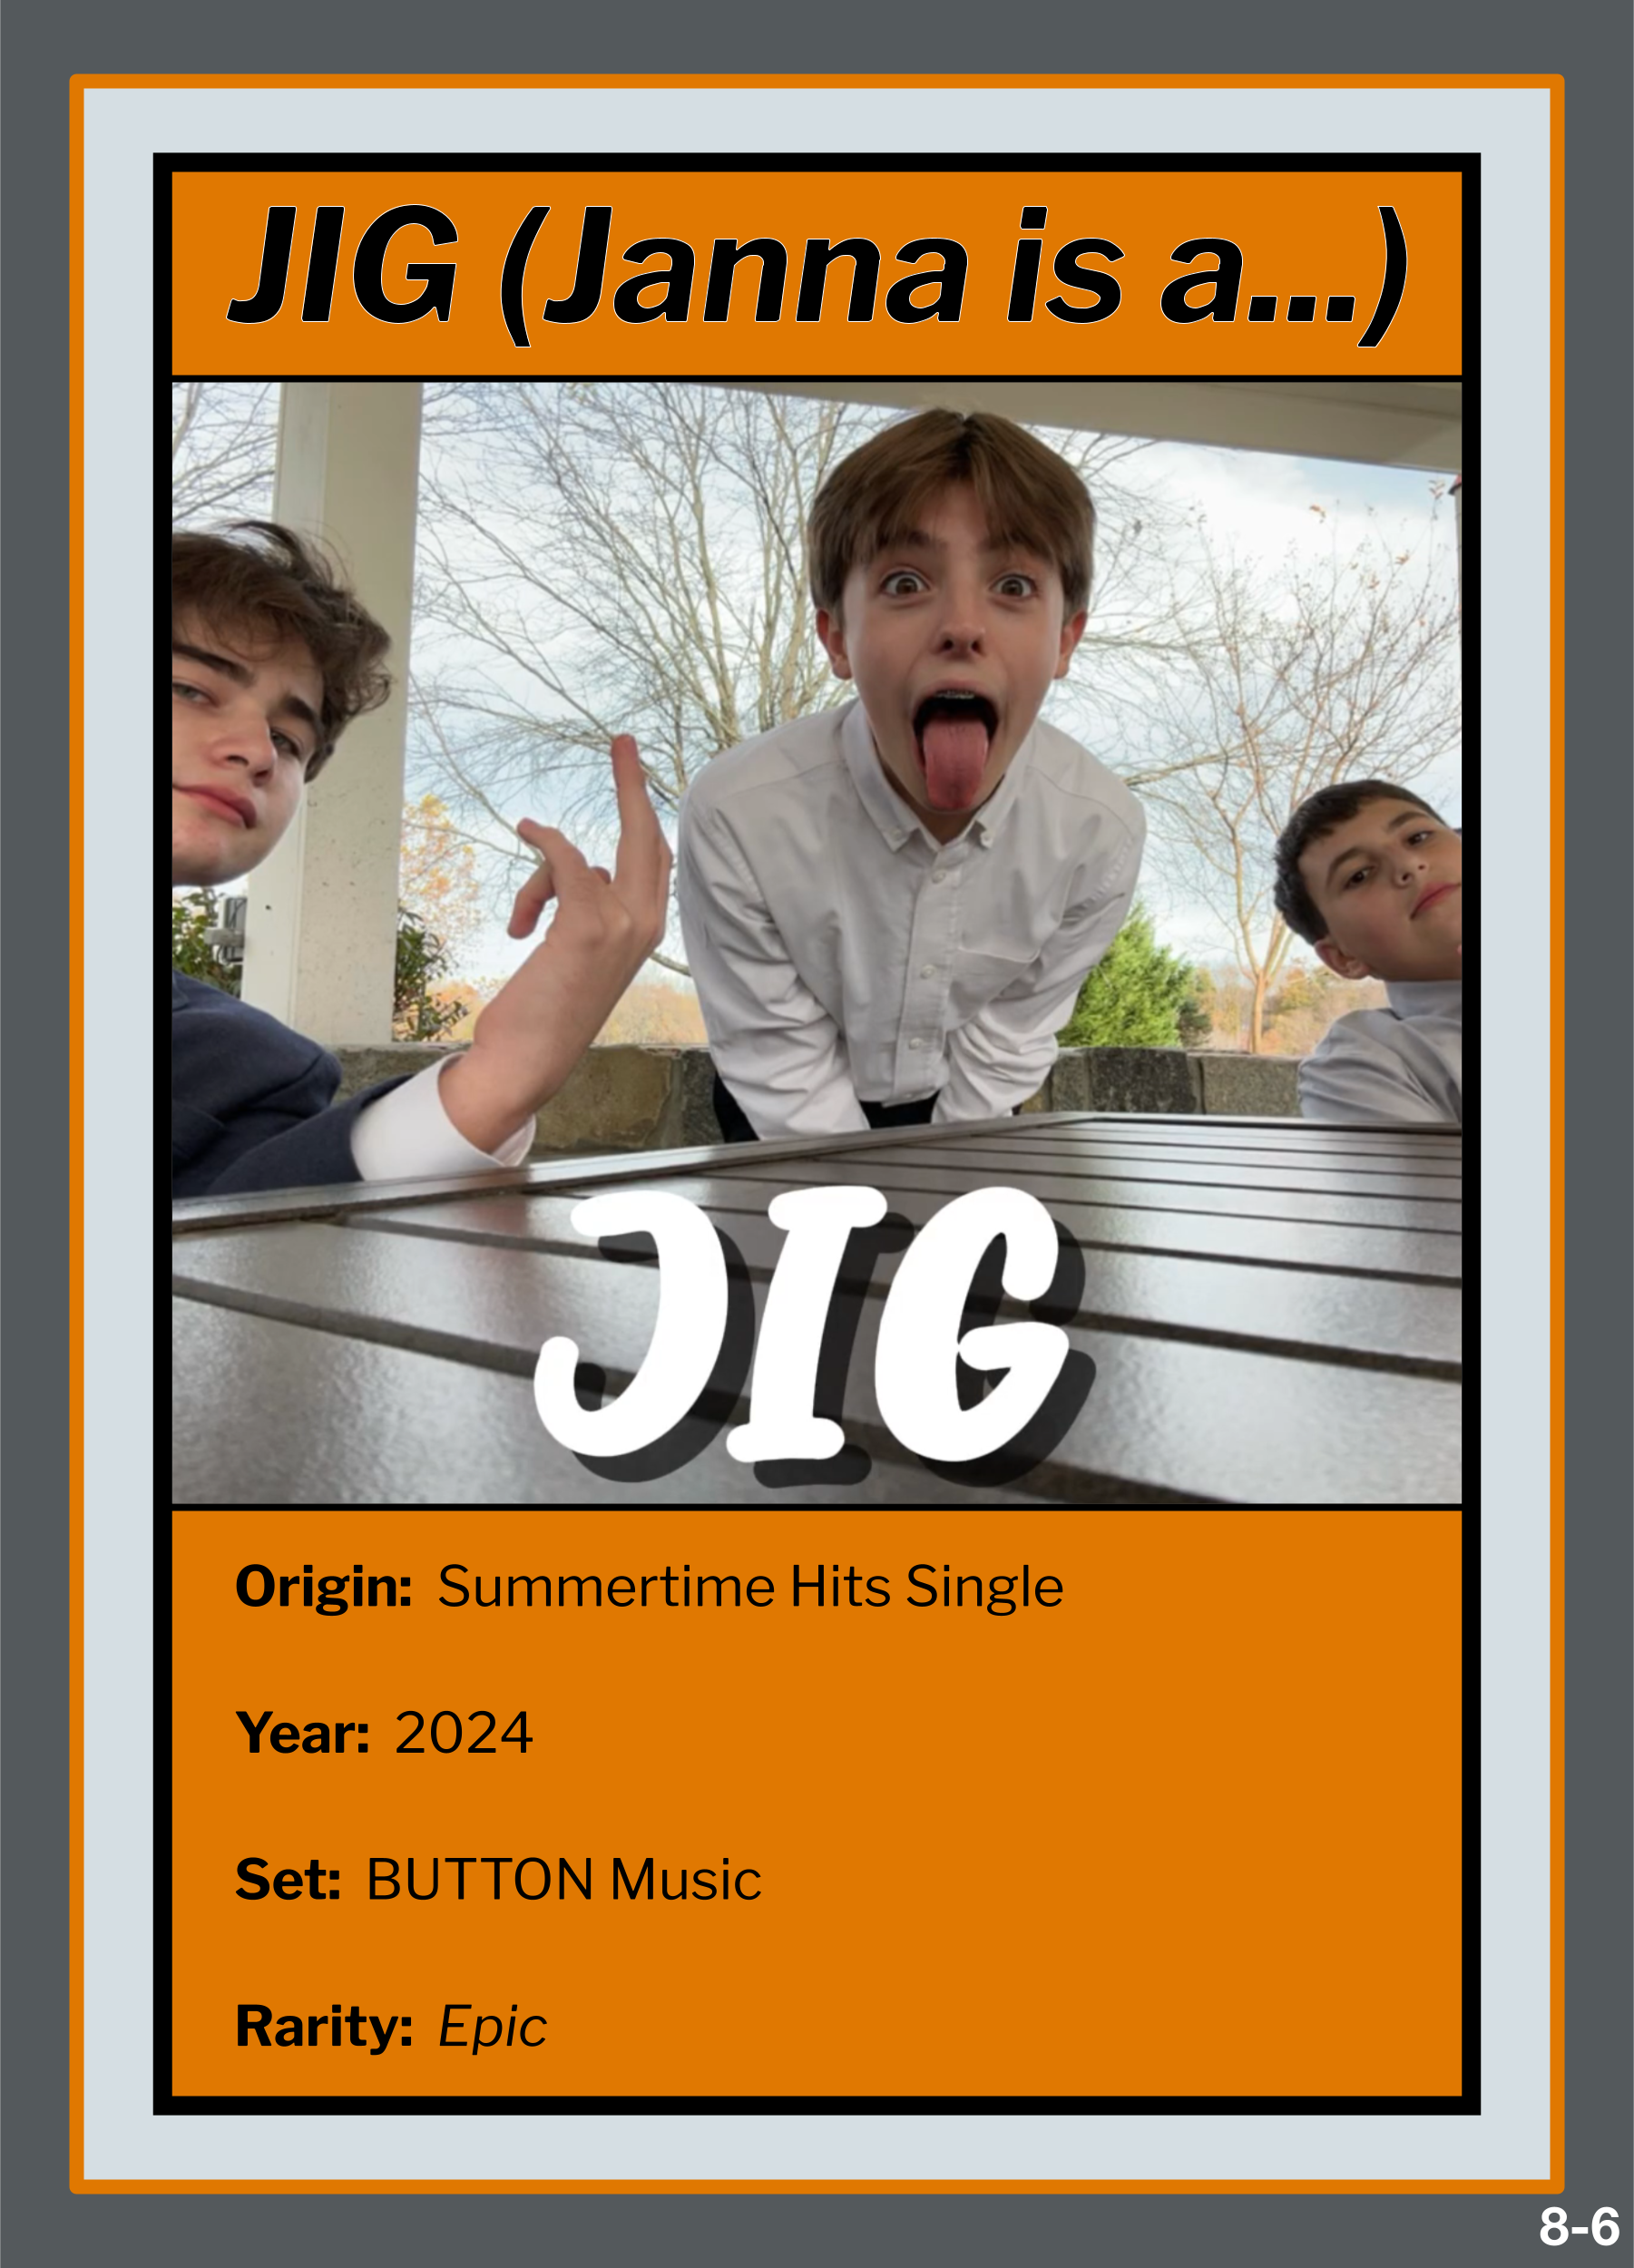 JIG (Janna is a...)
JIG
Origin: Summertime Hits Single
Year: 2024
Set: BUTTON Music
Rarity: Epic
8-6